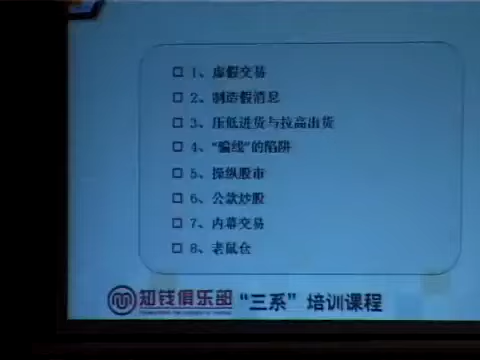 1、虚假交易
2、制造假消息
3、压低进货与拉高出货
4、“骗线”的陷阱
5、操纵股市
6、公款炒股
7、内幕交易
8、老鼠仓
知钱俱乐部 “三系”培训课程